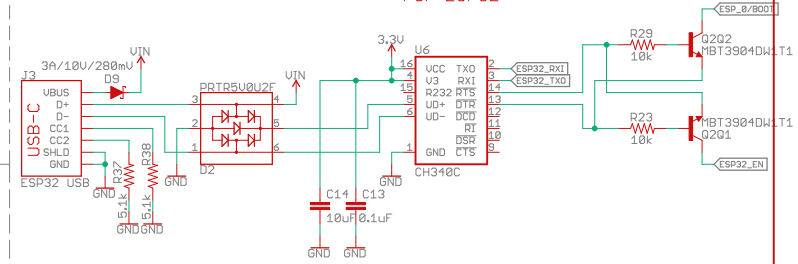 ESP_0/BOOT
R29
10k
Q2Q2
MBT3904DW1T1
3.3V
U6
3A/10V/280mV
VIN
J3
D9
PRTR5V0U2F
VIN
16 VCC TXO 2 ESP32_RXI
4 V3 RXI 3 ESP32_TXO
15 R232 RTS 14
5 UD+ DTR 13
6 UD- DCD 12
RI 11
DSR 10
1 GND CTS 9
CH340C
USB-C
VBUS
D+
D-
CC1
CC2
SHLD
GND
ESP32 USB
3 4
2 5
1 6
D2
GND
GND
GND
R37
5.1k
R38
5.1k
GND
GND
C14
10uF
C13
0.1uF
GND
GND
R23
10k
MBT3904DW1T1
Q2Q1
ESP32_EN